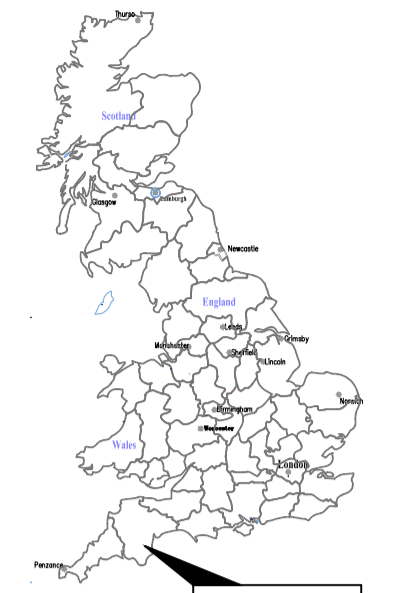 Thurso
Scotland
Edinburgh
Glasgow
Newcastle
England
Leeds
Grimsby
Manchester
Sheffield
Lincoln
Norwich
Birmingham
Worcester
Wales
London
Penzance